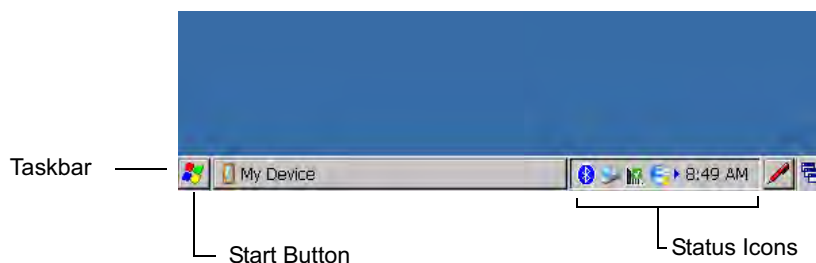 Taskbar
My Device
8:49 AM
Start Button
Status Icons